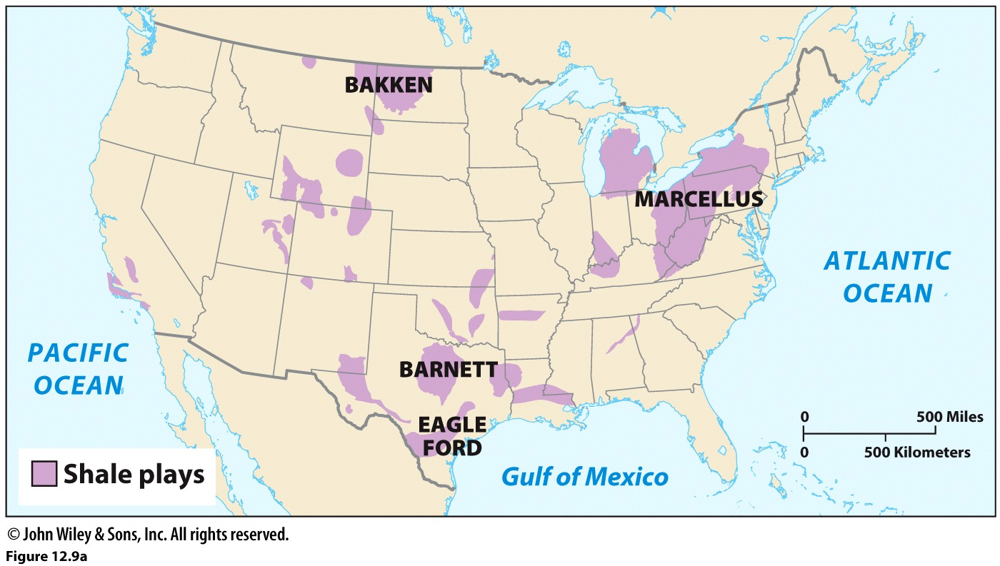 BAKKEN
MARCELLUS
ATLANTIC
OCEAN
PACIFIC
OCEAN
BARNETT
EAGLE
FORD
0 500 Miles
0 500 Kilometers
Shale plays
Gulf of Mexico
© John Wiley & Sons, Inc. All rights reserved.
Figure 12.9a